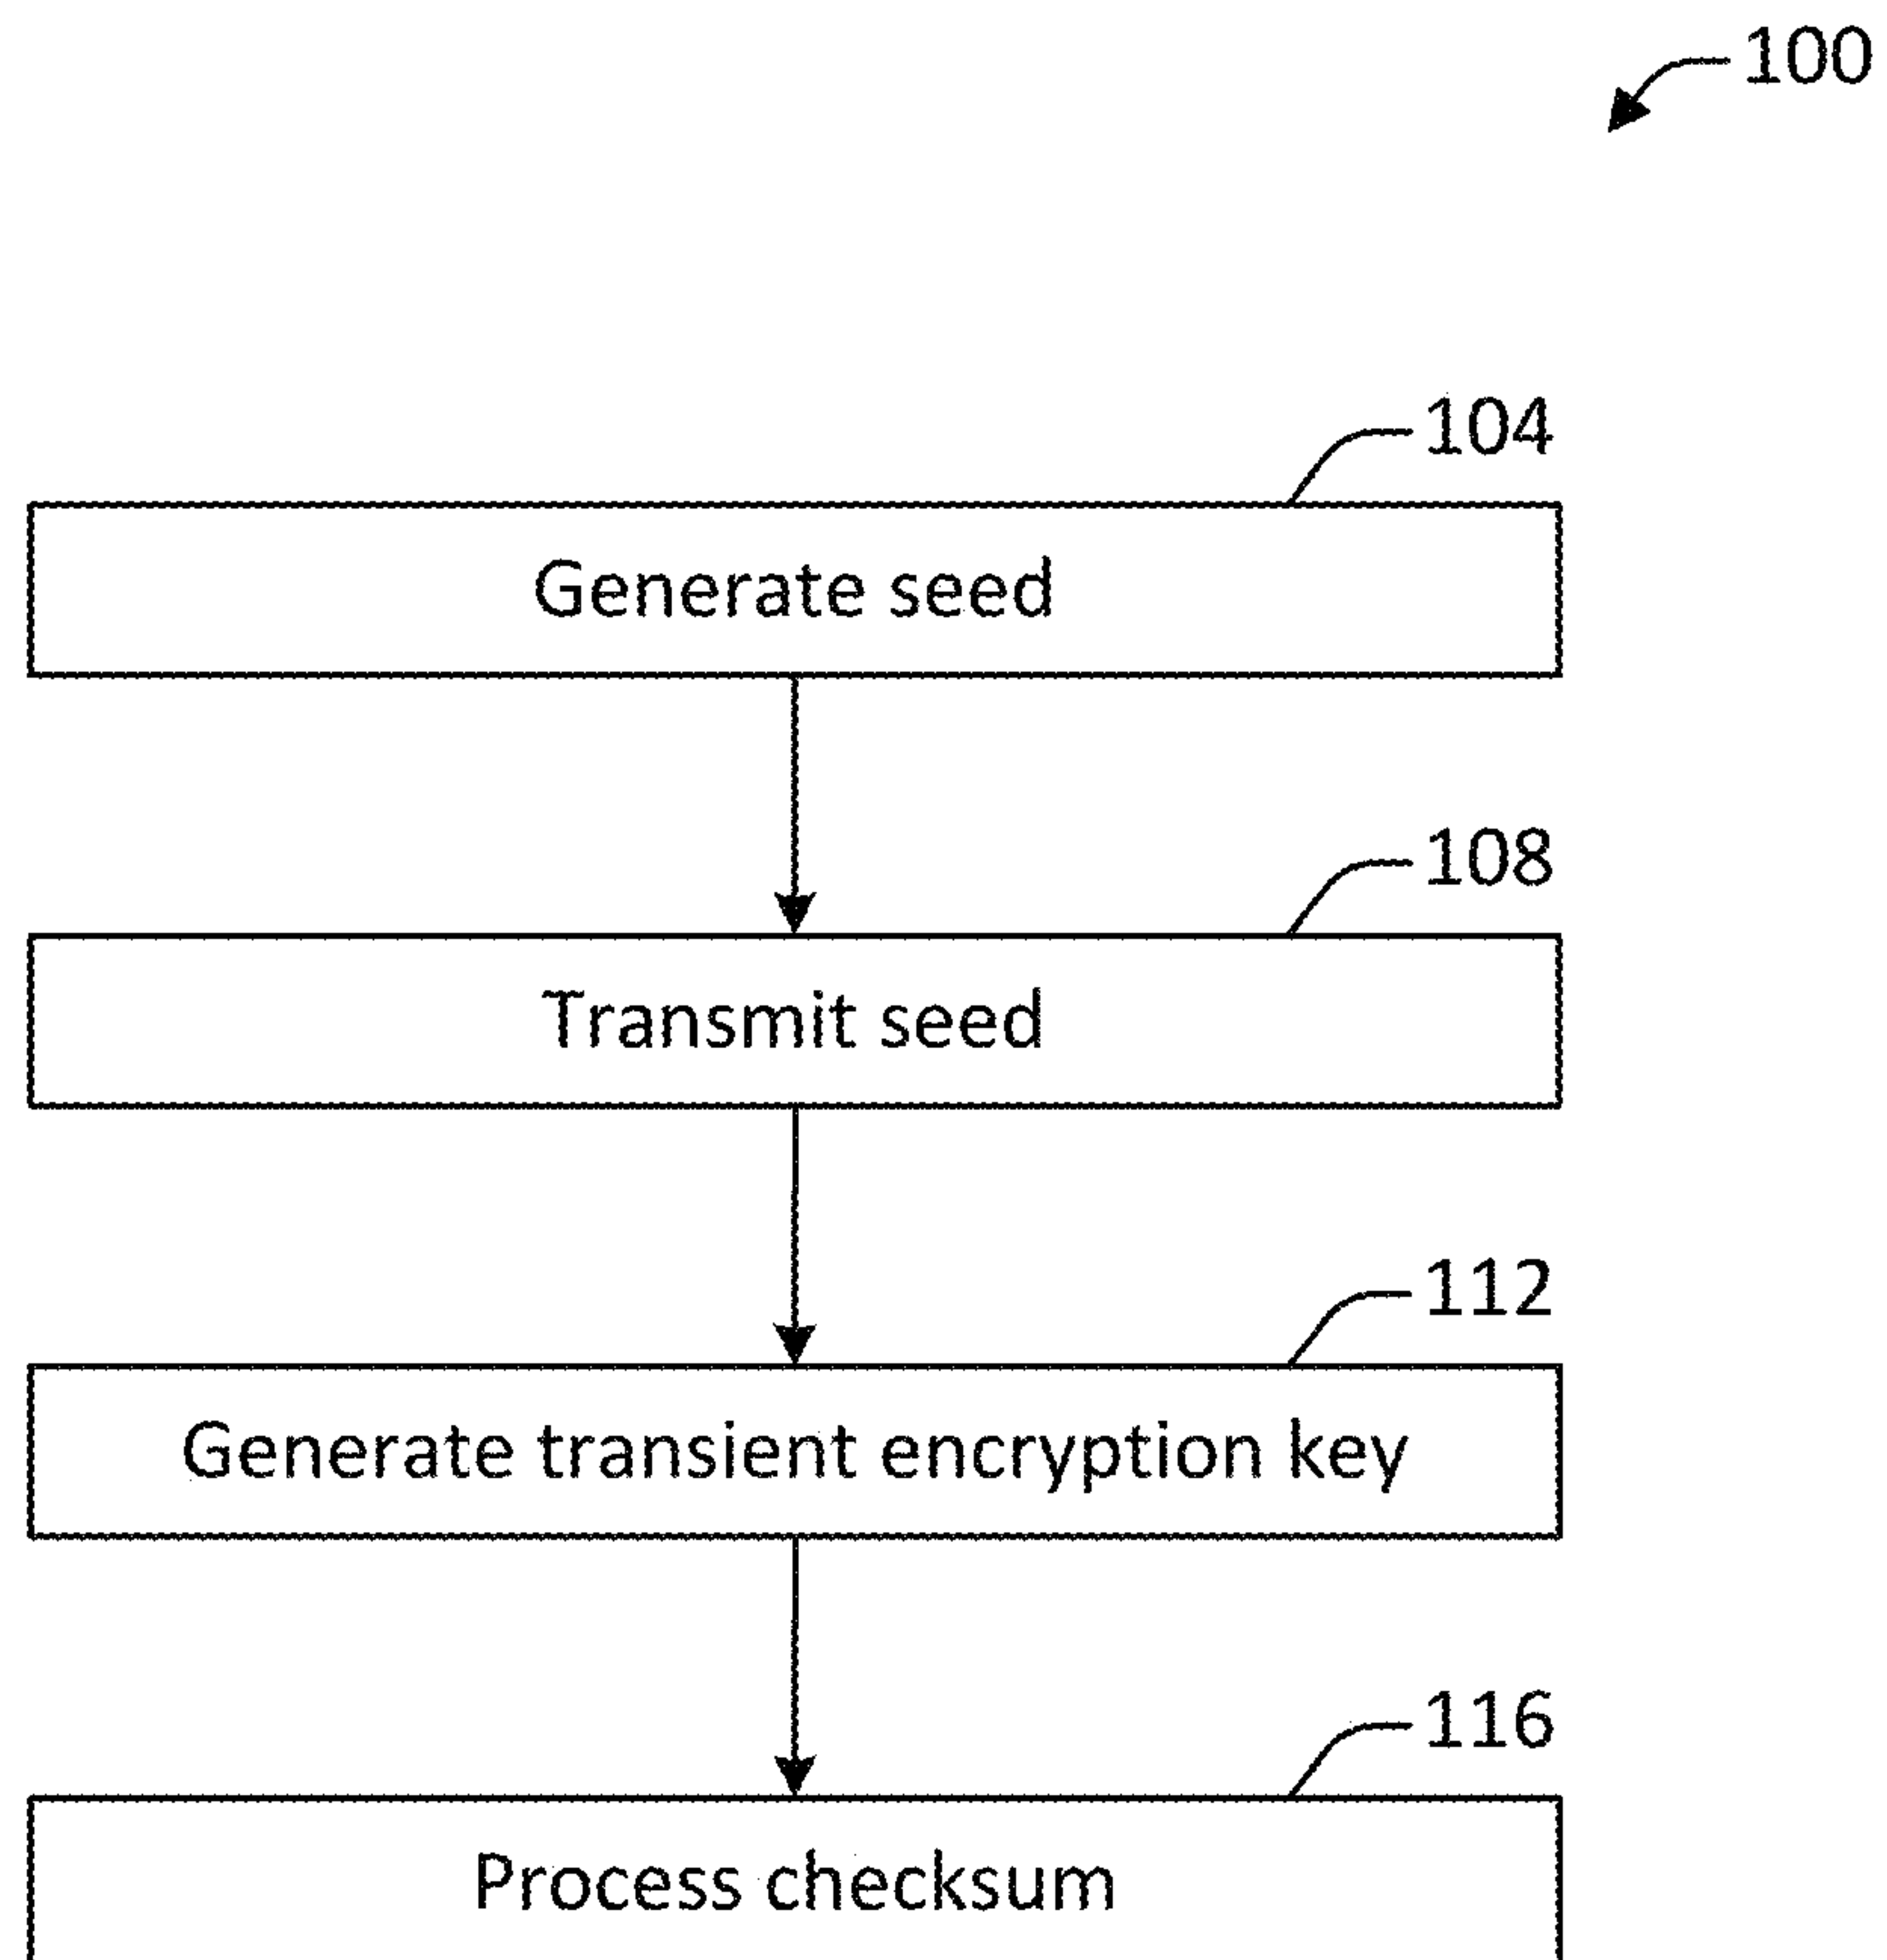 100
104
Generate seed
108
Transmit seed
112
Generate transient encryption key
116
Process checksum